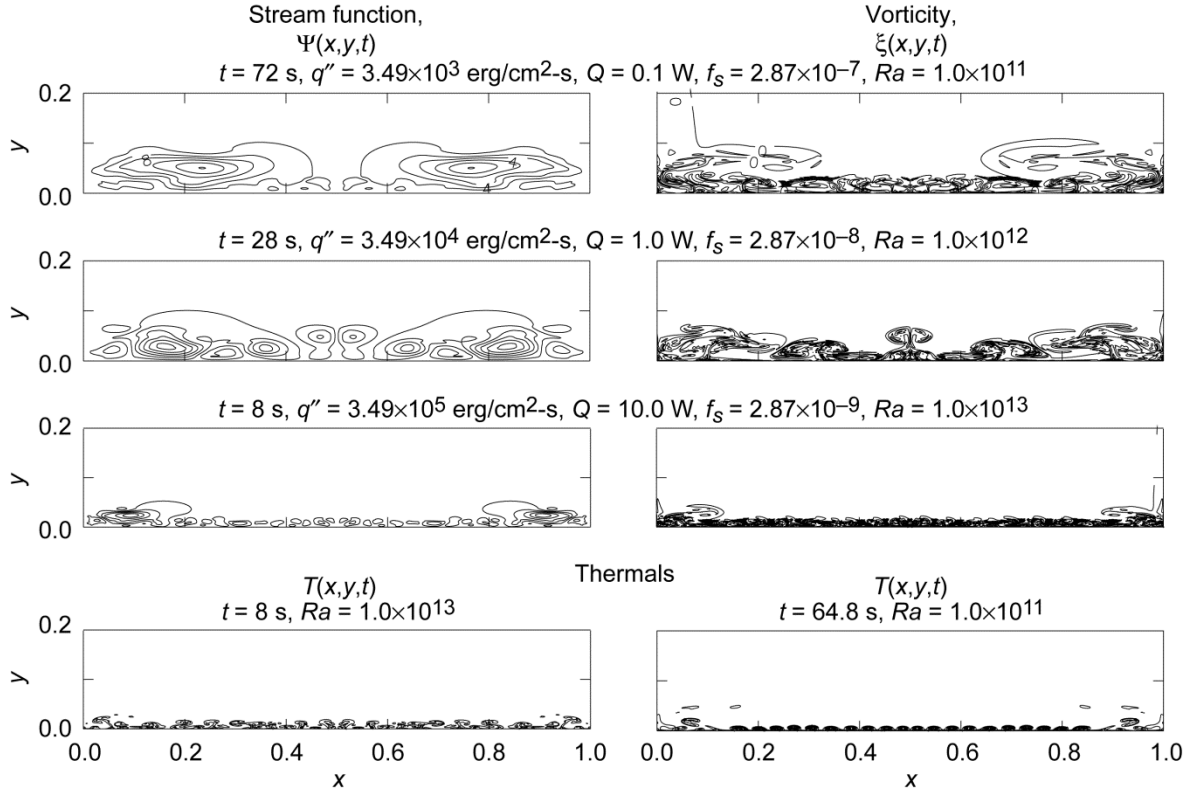 Stream function,
Ψ(x,y,t)
Vorticity,
ξ(x,y,t)
t = 72 s, q″ = 3.49×10³ erg/cm2-s, Q = 0.1 W, fₛ = 2.87×10–7, Ra = 1.0×10¹¹
0.2
y
0.0
8
4
4
t = 28 s, q″ = 3.49×10⁴ erg/cm2-s, Q = 1.0 W, fₛ = 2.87×10–8, Ra = 1.0×10¹²
0.2
y
0.0
t = 8 s, q″ = 3.49×10⁵ erg/cm2-s, Q = 10.0 W, fₛ = 2.87×10–9, Ra = 1.0×10¹³
0.2
y
0.0
Thermals
T(x,y,t)
t = 8 s, Ra = 1.0×10¹³
T(x,y,t)
t = 64.8 s, Ra = 1.0×10¹¹
0.2
y
0.0
0.0 0.2 0.4 0.6 0.8 1.0
x
0.0 0.2 0.4 0.6 0.8 1.0
x